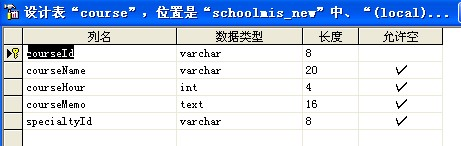 设计表“course”，位置是“schoolmis_new”中、“(local)...
列名 数据类型 长度 允许空
courseId varchar 8
courseName varchar 20 ✓
courseHour int 4 ✓
courseMemo text 16 ✓
specialtyId varchar 8 ✓